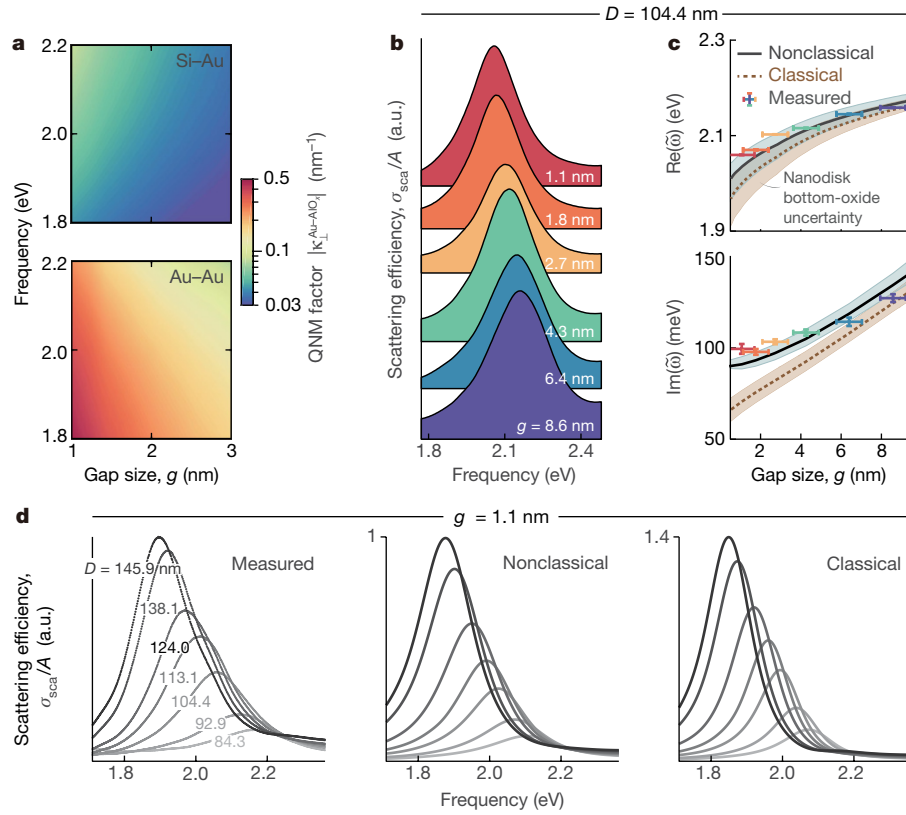 D = 104.4 nm
a
2.2
2.0
1.8
Si–Au
2.2
2.0
1.8
Au–Au
1
2
3
Frequency (eV)
Gap size, g (nm)
0.5
0.1
0.03
QNM factor |κ⊥^Au–AlOx| (nm⁻¹)
b
Scattering efficiency, σsca/A (a.u.)
1.1 nm
1.8 nm
2.7 nm
4.3 nm
6.4 nm
g = 8.6 nm
1.8
2.1
2.4
Frequency (eV)
c
2.3
2.1
1.9
Re(ω̃) (eV)
Nonclassical
Classical
Measured
Nanodisk
bottom-oxide
uncertainty
150
100
50
Im(ω̃) (meV)
2
4
6
8
Gap size, g (nm)
d
g = 1.1 nm
Scattering efficiency,
σsca/A (a.u.)
Measured
D = 145.9 nm
138.1
124.0
113.1
104.4
92.9
84.3
1.8
2.0
2.2
1
Nonclassical
1.8
2.0
2.2
Frequency (eV)
1.4
Classical
1.8
2.0
2.2